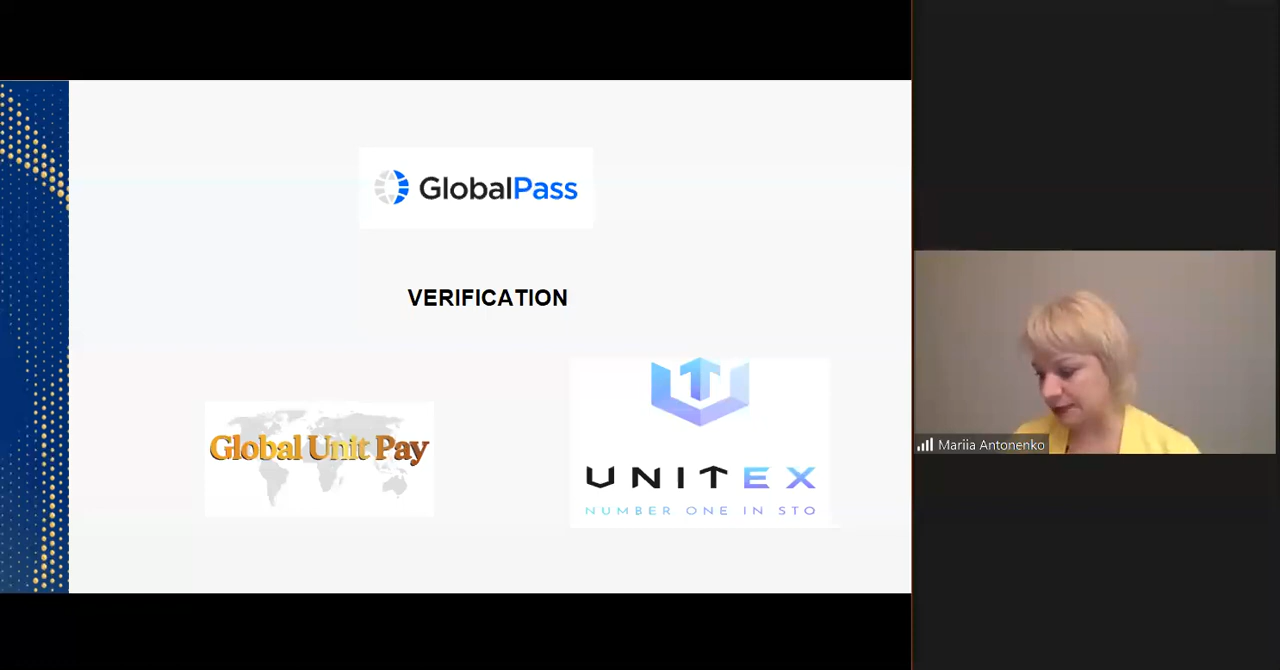 GlobalPass
VERIFICATION
Global Unit Pay
UNITEX
NUMBER ONE IN STO
Mariia Antonenko